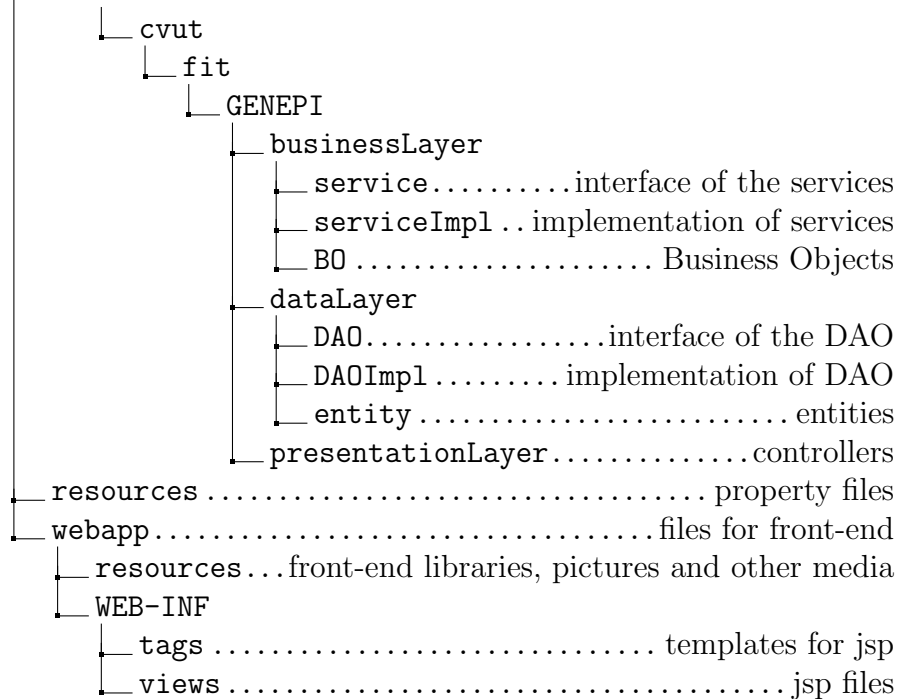 cvut
fit
GENEPI
businessLayer
service..........interface of the services
serviceImpl .. implementation of services
BO ..................... Business Objects
dataLayer
DAO.................interface of the DAO
DAOImpl ......... implementation of DAO
entity .......................... entities
presentationLayer..............controllers
resources ................................... property files
webapp...................................files for front-end
resources...front-end libraries, pictures and other media
WEB-INF
tags ............................... templates for jsp
views.......................................jsp files